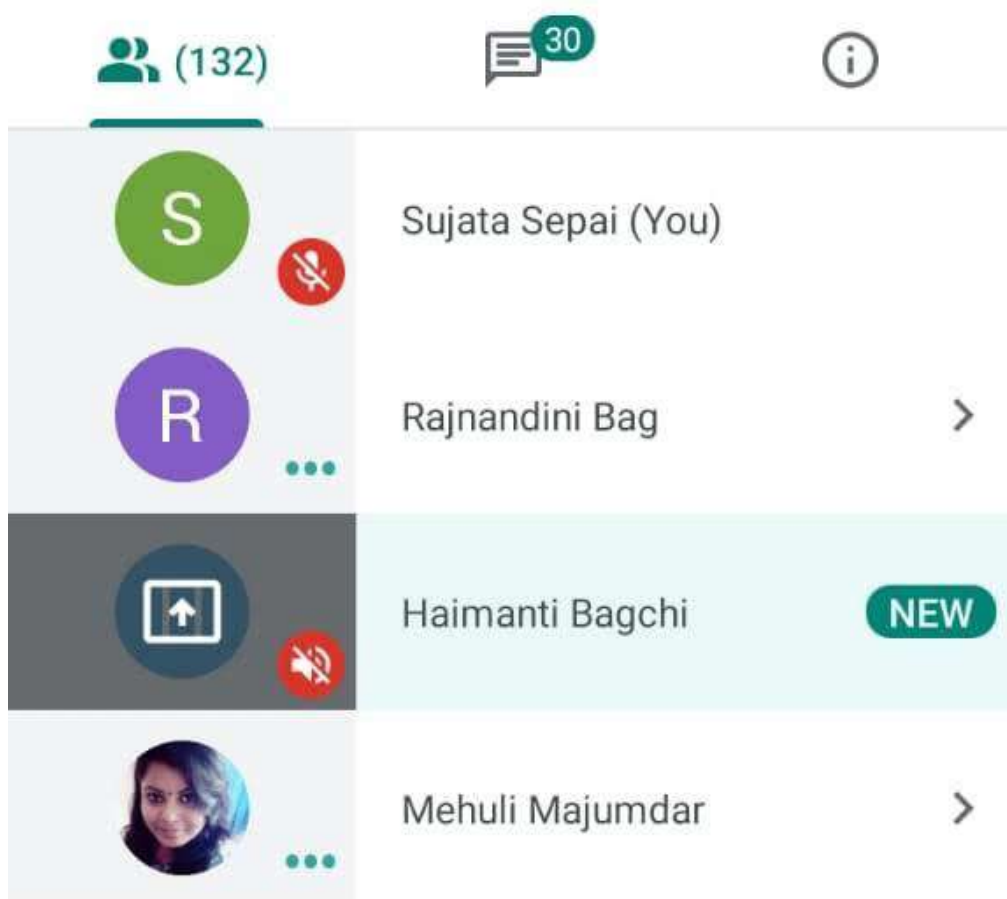 (132)
30
S
Sujata Sepai (You)
R
Rajnandini Bag
Haimanti Bagchi
NEW
Mehuli Majumdar